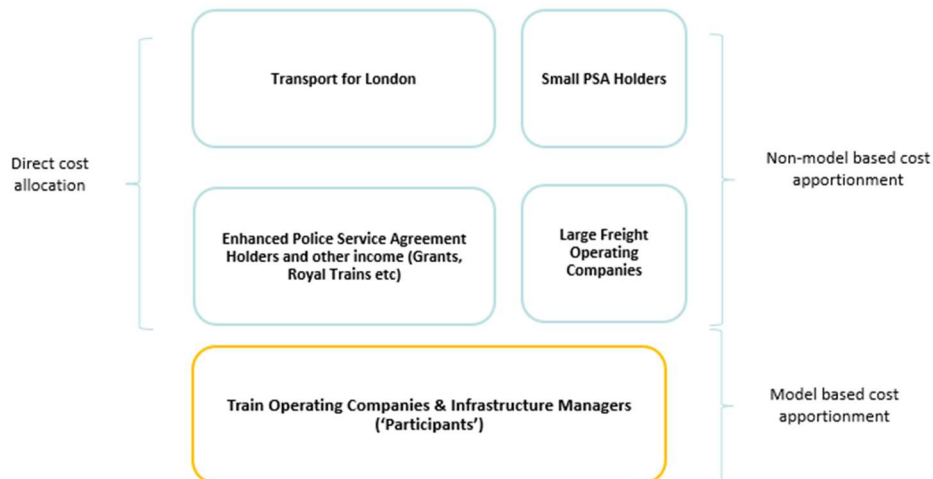 Transport for London
Small PSA Holders
Direct cost
allocation
Non-model based cost
apportionment
Enhanced Police Service Agreement
Holders and other income (Grants,
Royal Trains etc)
Large Freight
Operating
Companies
Train Operating Companies & Infrastructure Managers
(‘Participants’)
Model based cost
apportionment